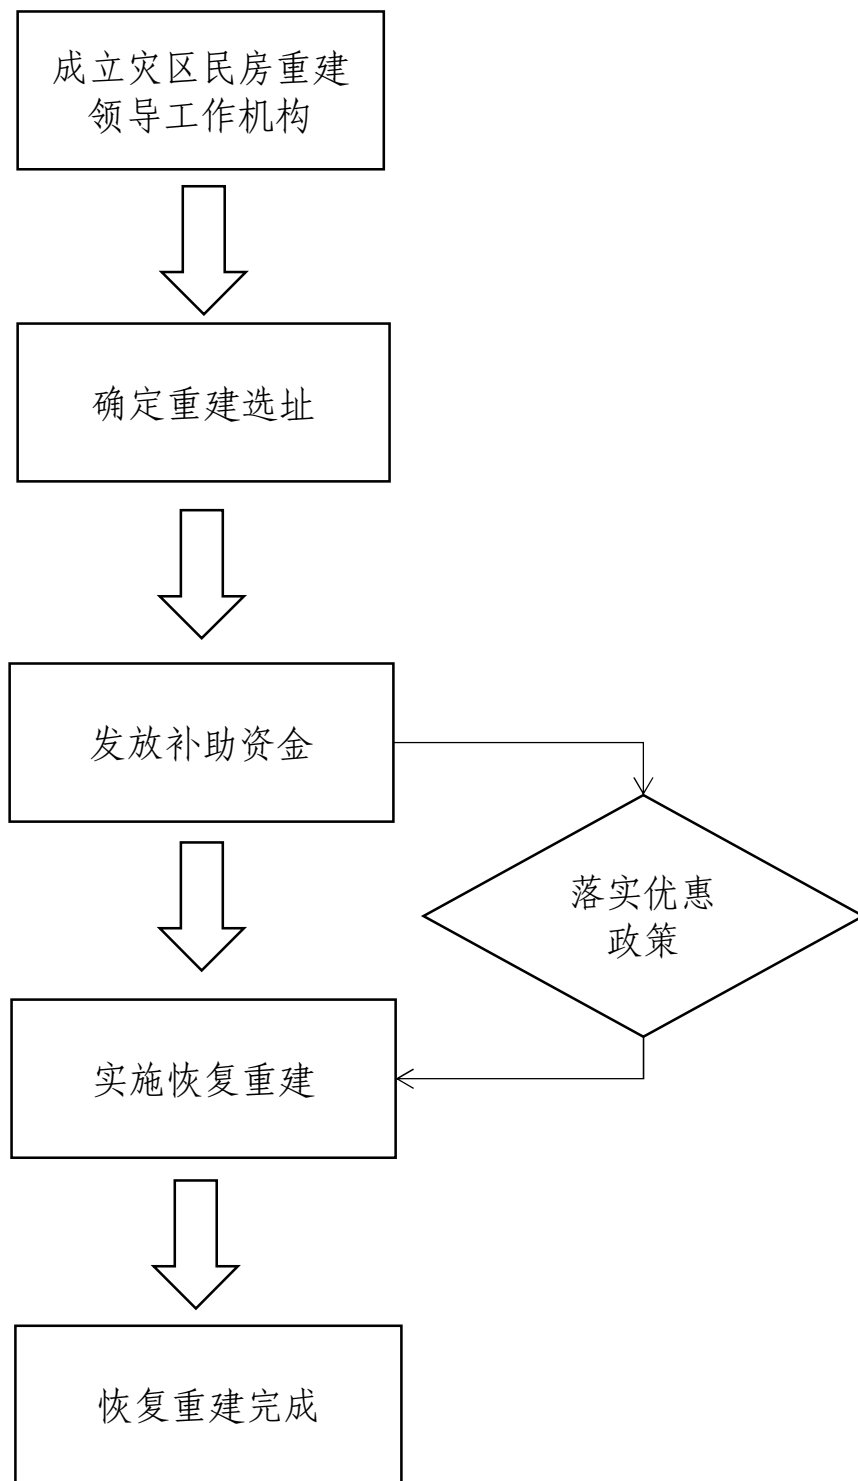 成立灾区民房重建
领导工作机构
确定重建选址
发放补助资金
落实优惠
政策
实施恢复重建
恢复重建完成